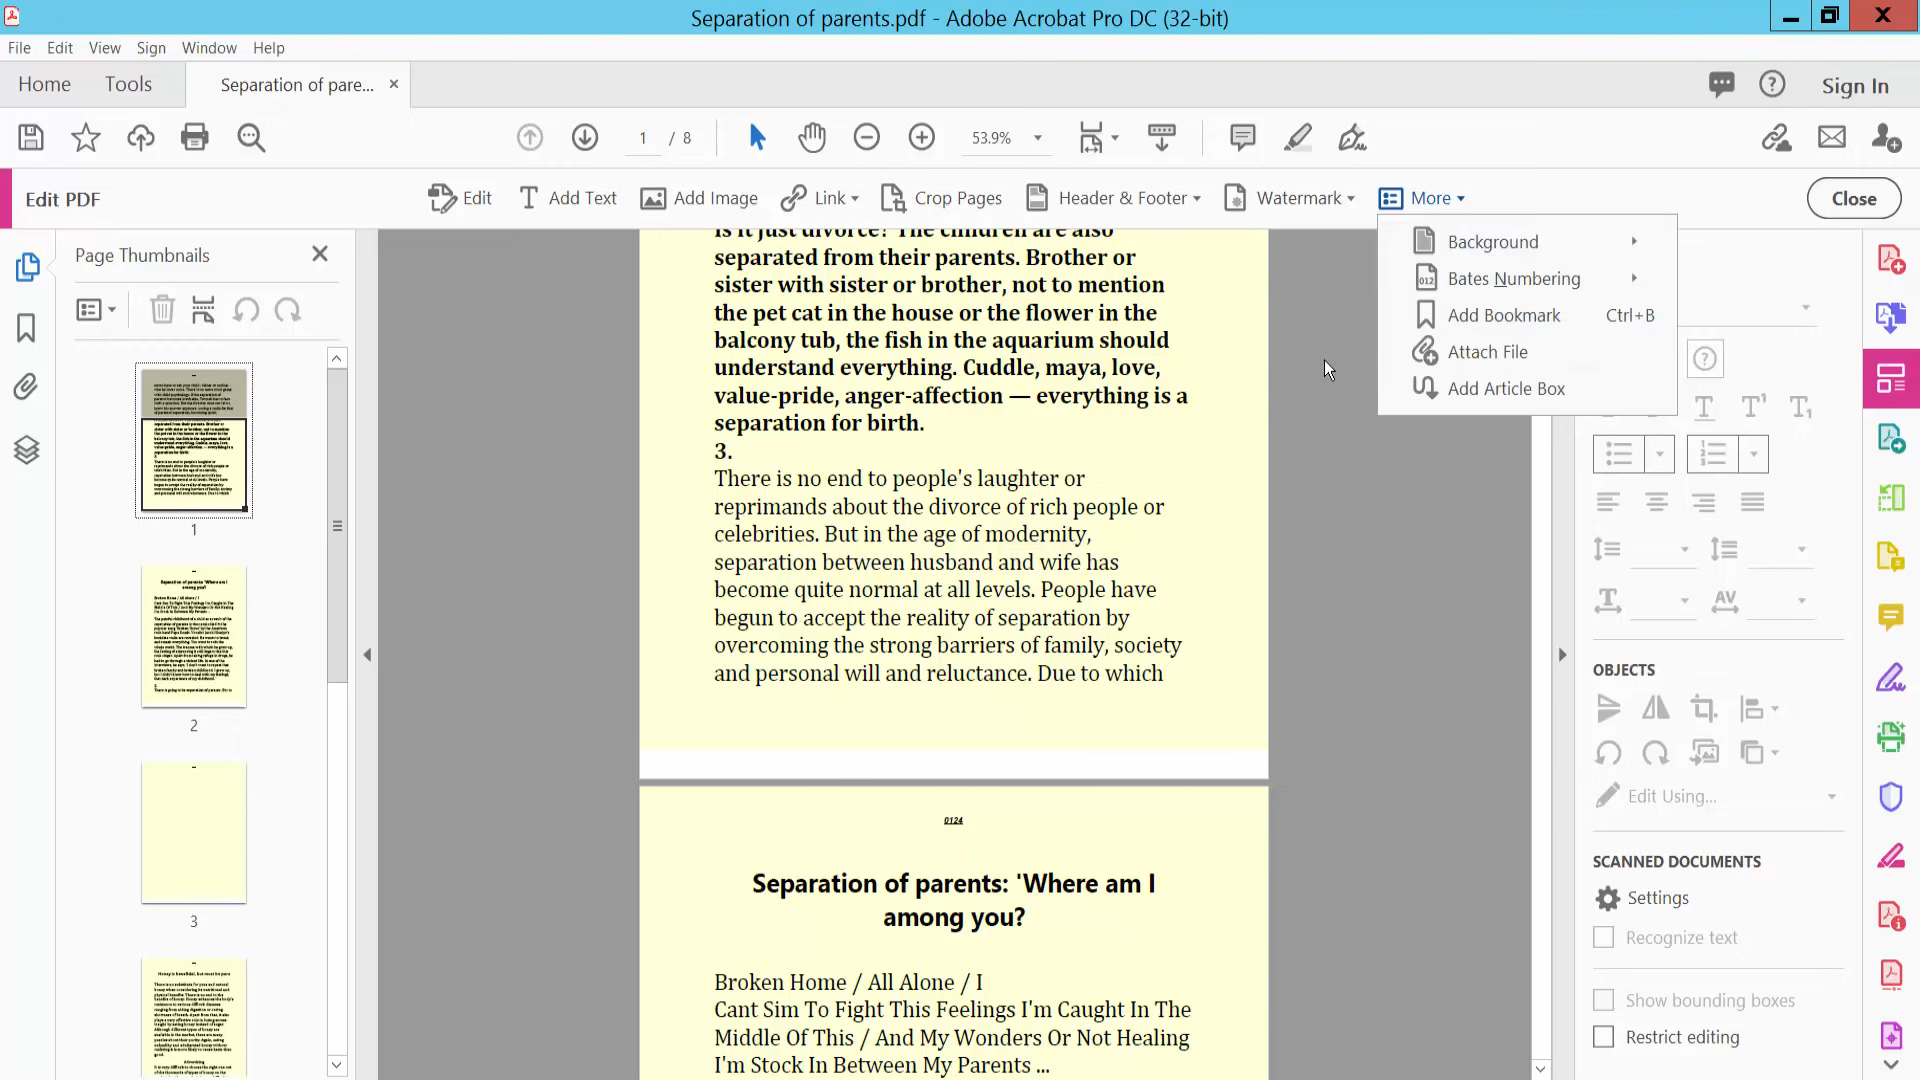 Separation of parents.pdf - Adobe Acrobat Pro DC (32-bit)
File Edit View Sign Window Help
Home Tools Separation of pare... × Sign In
1 / 8 53.9%
Edit PDF Edit Add Text Add Image Link Crop Pages Header & Footer Watermark More Close
Page Thumbnails
Background
Bates Numbering
Add Bookmark Ctrl+B
Attach File
Add Article Box
1
2
3
is it just divorce? The children are also
separated from their parents. Brother or
sister with sister or brother, not to mention
the pet cat in the house or the flower in the
balcony tub, the fish in the aquarium should
understand everything. Cuddle, maya, love,
value-pride, anger-affection — everything is a
separation for birth.
3.
There is no end to people's laughter or
reprimands about the divorce of rich people or
celebrities. But in the age of modernity,
separation between husband and wife has
become quite normal at all levels. People have
begun to accept the reality of separation by
overcoming the strong barriers of family, society
and personal will and reluctance. Due to which
0124
Separation of parents: 'Where am I
among you?
Broken Home / All Alone / I
Cant Sim To Fight This Feelings I'm Caught In The
Middle Of This / And My Wonders Or Not Healing
I'm Stock In Between My Parents ...
OBJECTS
Edit Using...
SCANNED DOCUMENTS
Settings
Recognize text
Show bounding boxes
Restrict editing